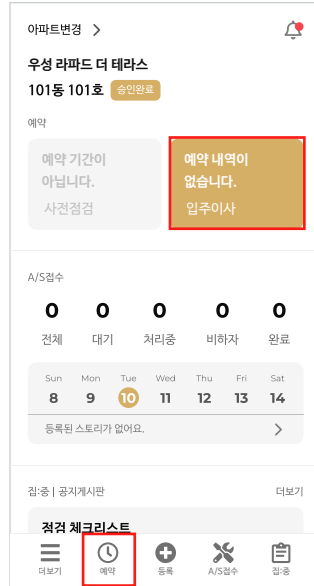 아파트변경 >
우성 라파드 더 테라스
101동 101호 승인완료
예약
예약 기간이
아닙니다.
사전점검
예약 내역이
없습니다.
입주이사
A/S접수
0 0 0 0 0
전체 대기 처리중 비하자 완료
Sun Mon Tue Wed Thu Fri Sat
8 9 10 11 12 13 14
등록된 스토리가 없어요. >
집:중 | 공지게시판 더보기
점검 체크리스트
더보기 예약 등록 A/S접수 집:중